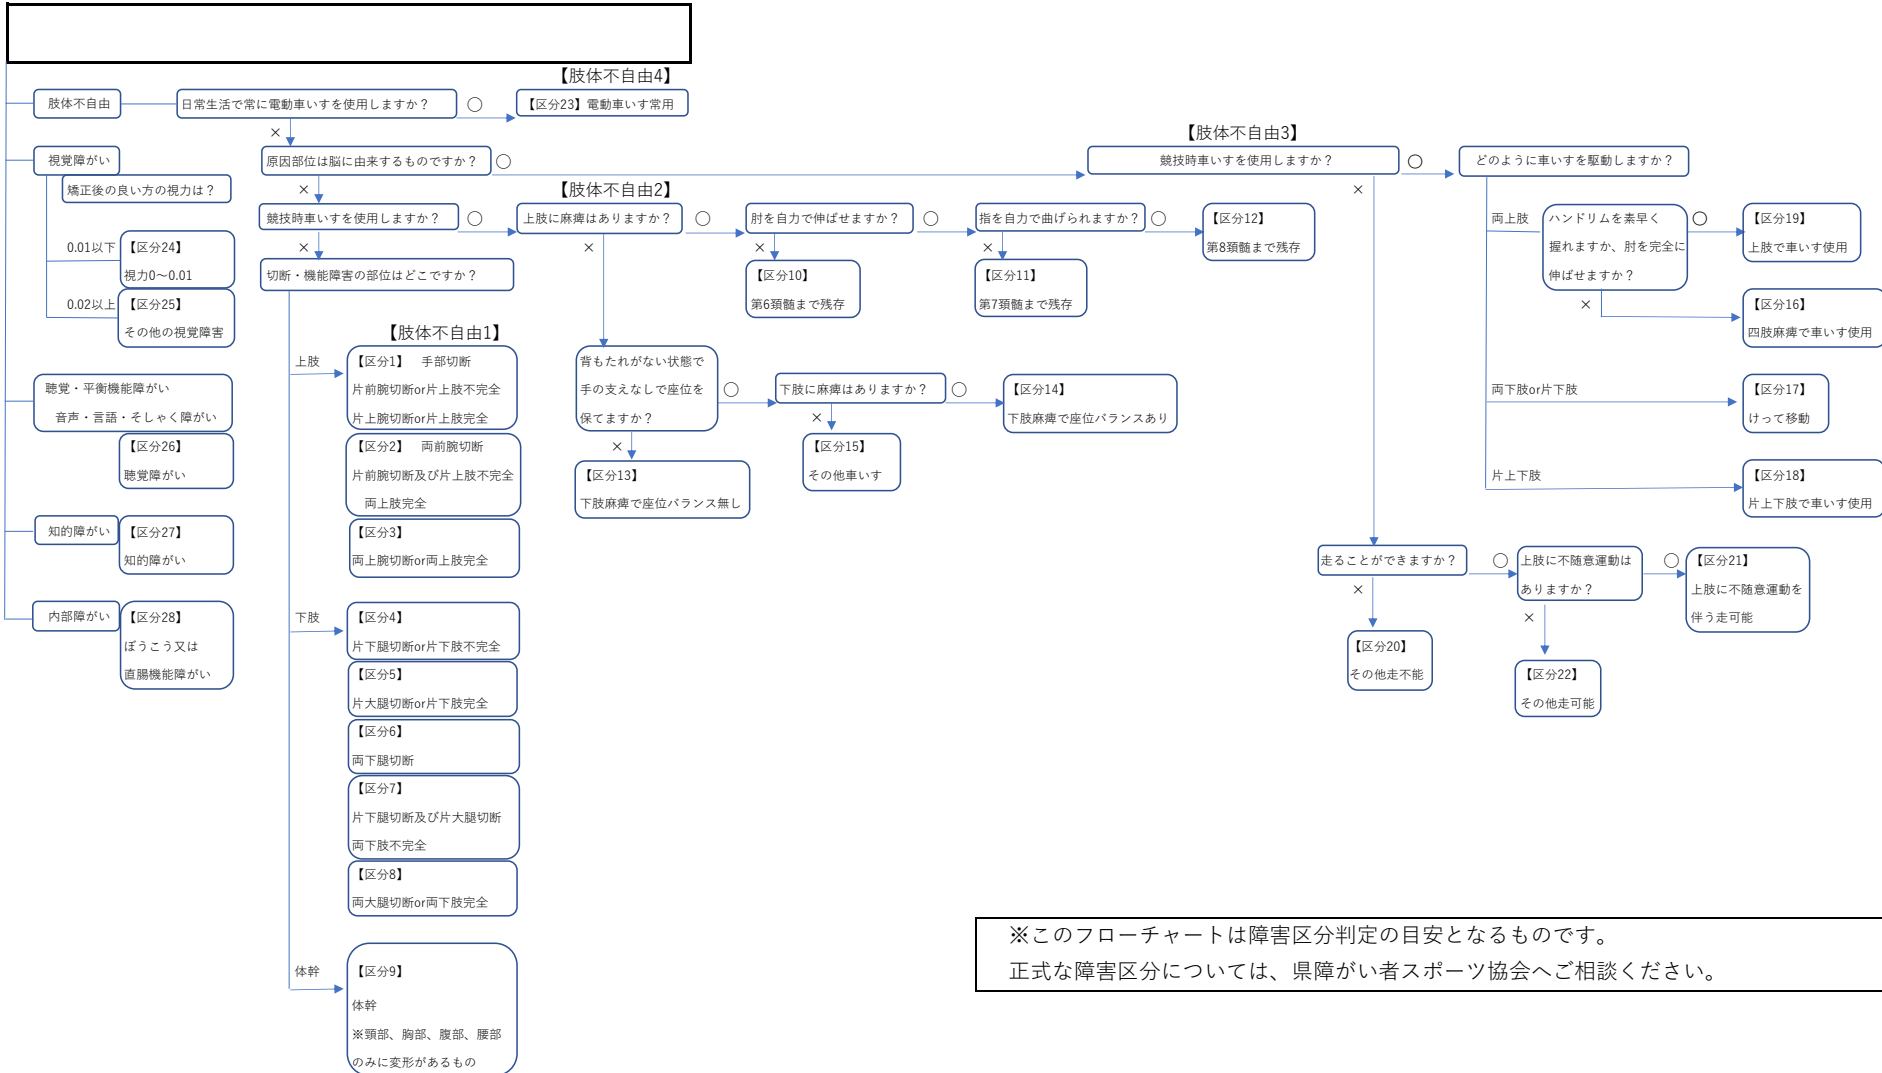 【肢体不自由4】
肢体不自由
日常生活で常に電動車いすを使用しますか？
○
【区分23】電動車いす常用
×
【肢体不自由3】
視覚障がい
原因部位は脳に由来するものですか？
○
競技時車いすを使用しますか？
○
どのように車いすを駆動しますか？
矯正後の良い方の視力は？
×
【肢体不自由2】
×
競技時車いすを使用しますか？
○
上肢に麻痺はありますか？
○
肘を自力で伸ばせますか？
○
指を自力で曲げられますか？
○
【区分12】
第8頚髄まで残存
両上肢
ハンドリムを素早く
握れますか、肘を完全に
伸ばせますか？
○
【区分19】
上肢で車いす使用
0.01以下
【区分24】
視力0～0.01
×
×
×
×
切断・機能障害の部位はどこですか？
【区分10】
第6頚髄まで残存
【区分11】
第7頚髄まで残存
0.02以上
【区分25】
その他の視覚障害
×
【区分16】
四肢麻痺で車いす使用
【肢体不自由1】
上肢
【区分1】　手部切断
片前腕切断or片上肢不完全
片上腕切断or片上肢完全
背もたれがない状態で
手の支えなしで座位を
保てますか？
○
下肢に麻痺はありますか？
○
【区分14】
下肢麻痺で座位バランスあり
両下肢or片下肢
【区分17】
けって移動
聴覚・平衡機能障がい
音声・言語・そしゃく障がい
×
【区分26】
聴覚障がい
【区分2】　両前腕切断
片前腕切断及び片上肢不完全
両上肢完全
×
【区分15】
その他車いす
【区分13】
下肢麻痺で座位バランス無し
片上下肢
【区分18】
片上下肢で車いす使用
知的障がい
【区分27】
知的障がい
【区分3】
両上腕切断or両上肢完全
走ることができますか？
○
上肢に不随意運動は
ありますか？
○
【区分21】
上肢に不随意運動を
伴う走可能
×
×
内部障がい
【区分28】
ぼうこう又は
直腸機能障がい
下肢
【区分4】
片下腿切断or片下肢不完全
【区分20】
その他走不能
【区分22】
その他走可能
【区分5】
片大腿切断or片下肢完全
【区分6】
両下腿切断
【区分7】
片下腿切断及び片大腿切断
両下肢不完全
【区分8】
両大腿切断or両下肢完全
※このフローチャートは障害区分判定の目安となるものです。
正式な障害区分については、県障がい者スポーツ協会へご相談ください。
体幹
【区分9】
体幹
※頸部、胸部、腹部、腰部
のみに変形があるもの